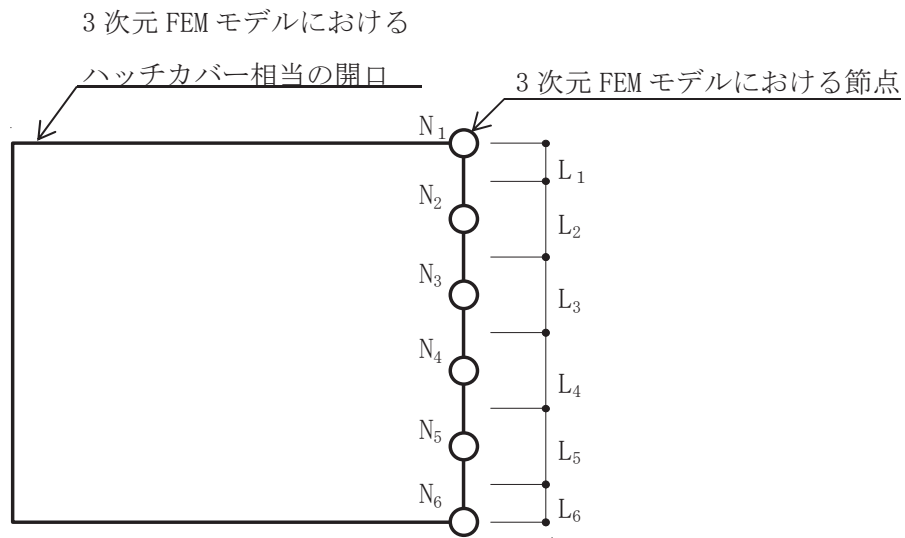 3 次元 FEM モデルにおける
ハッチカバー相当の開口
3 次元 FEM モデルにおける節点
N₁
L₁
N₂
L₂
N₃
L₃
N₄
L₄
N₅
L₅
N₆
L₆